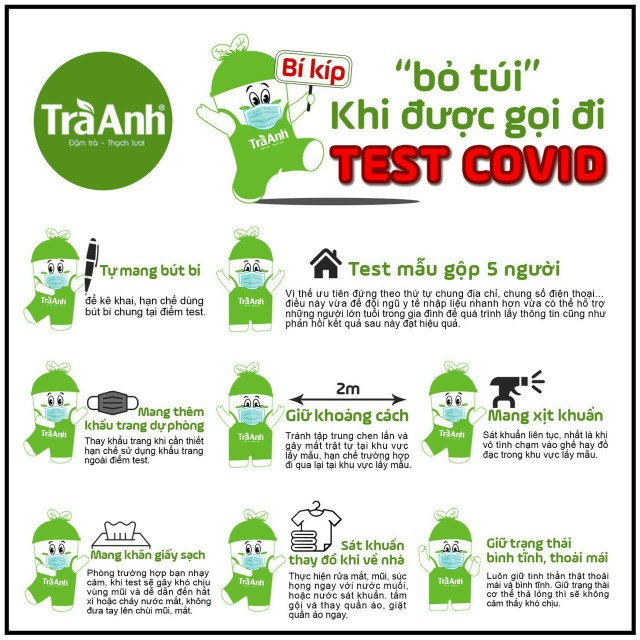 TràAnh®
Đậm trà - Thạch tươi
Bí kíp
TràAnh
“bỏ túi”
Khi được gọi đi
TEST COVID
TràAnh
Tự mang bút bi
để kê khai, hạn chế dùng
bút bi chung tại điểm test.
TràAnh
Test mẫu gộp 5 người
Vì thế ưu tiên đứng theo thứ tự chung địa chỉ, chung số điện thoại...
điều này vừa để đội ngũ y tế nhập liệu nhanh hơn vừa có thể hỗ trợ
những người lớn tuổi trong gia đình để quá trình lấy thông tin cũng như
phản hồi kết quả sau này đạt hiệu quả.
TràAnh
Mang thêm
khẩu trang dự phòng
Thay khẩu trang khi cần thiết
hạn chế sử dụng khẩu trang
ngoài điểm test.
TràAnh
2m
Giữ khoảng cách
Tránh tập trung chen lấn và
gây mất trật tự tại khu vực
lấy mẫu, hạn chế trường hợp
đi qua lại tại khu vực lấy mẫu.
TràAnh
Mang xịt khuẩn
Sát khuẩn liên tục, nhất là khi
vô tình chạm vào ghế hay đồ
đạc trong khu vực lấy mẫu.
TràAnh
Mang khăn giấy sạch
Phòng trường hợp bạn nhạy
cảm, khi test sẽ gây khó chịu
vùng mũi và dễ dẫn đến hắt
xì hoặc chảy nước mắt, không
đưa tay lên chùi mũi, mắt.
TràAnh
Sát khuẩn
thay đồ khi về nhà
Thực hiện rửa mắt, mũi, súc
họng ngay với nước muối,
hoặc nước sát khuẩn. tắm
gội và thay quần áo, giặt
quần áo ngay.
TràAnh
Giữ trạng thái
bình tĩnh, thoải mái
Luôn giữ tinh thần thật thoải
mái và bình tĩnh. Giữ trạng thái
cơ thể thả lỏng thì sẽ không
cảm thấy khó chịu.